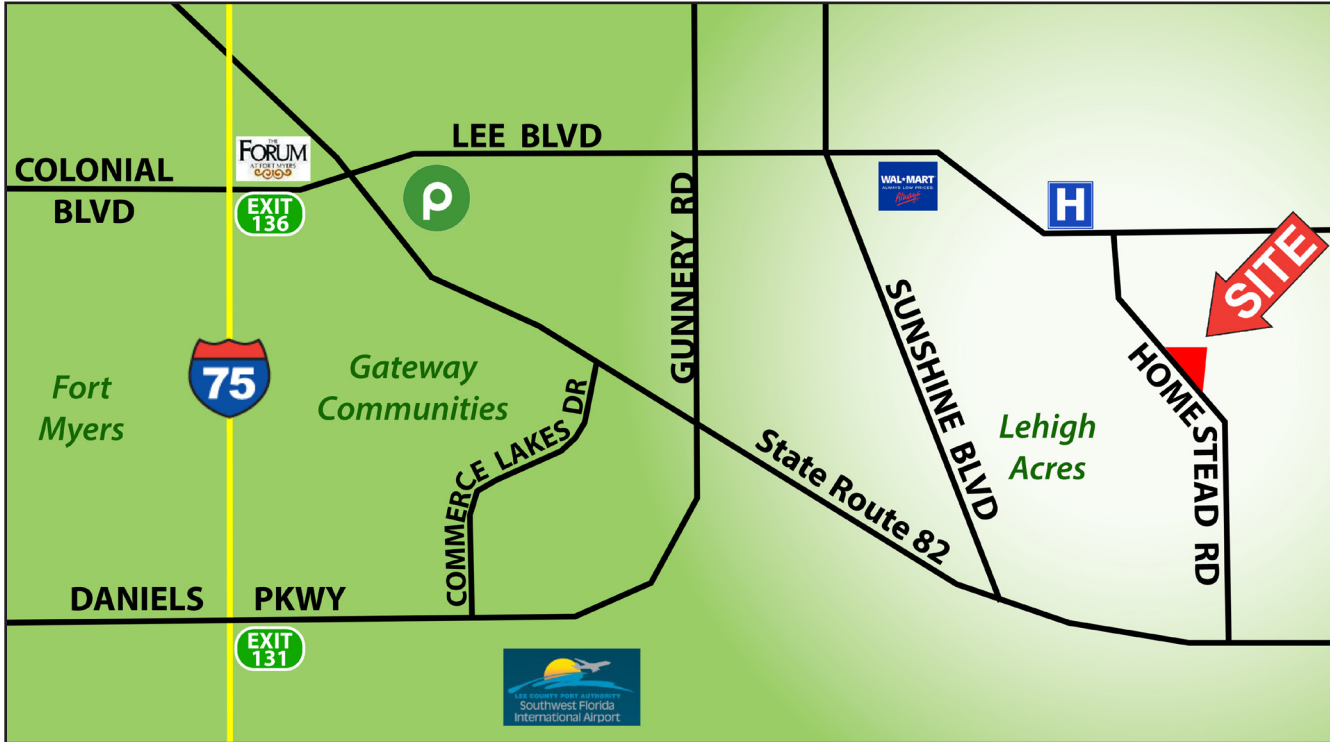 COLONIAL
BLVD
THE
FORUM
AT FORT MYERS
EXIT
136
LEE BLVD
P
GUNNERY RD
WAL★MART
ALWAYS LOW PRICES.
Always
H
SITE
SUNSHINE BLVD
HOMESTEAD RD
75
Fort
Myers
Gateway
Communities
COMMERCE LAKES DR
State Route 82
Lehigh
Acres
DANIELS PKWY
EXIT
131
LEE COUNTY PORT AUTHORITY
Southwest Florida
International Airport